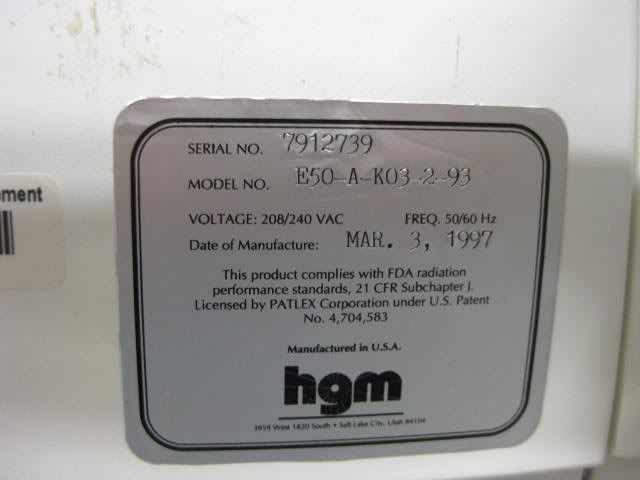 SERIAL NO. 7912739
MODEL NO. E50-A-K03-2-93
VOLTAGE: 208/240 VAC FREQ. 50/60 Hz
Date of Manufacture: MAR. 3, 1997
This product complies with FDA radiation
performance standards, 21 CFR Subchapter J.
Licensed by PATLEX Corporation under U.S. Patent
No. 4,704,583
Manufactured in U.S.A.
hgm
3959 West 1820 South • Salt Lake City, Utah 84104
ement